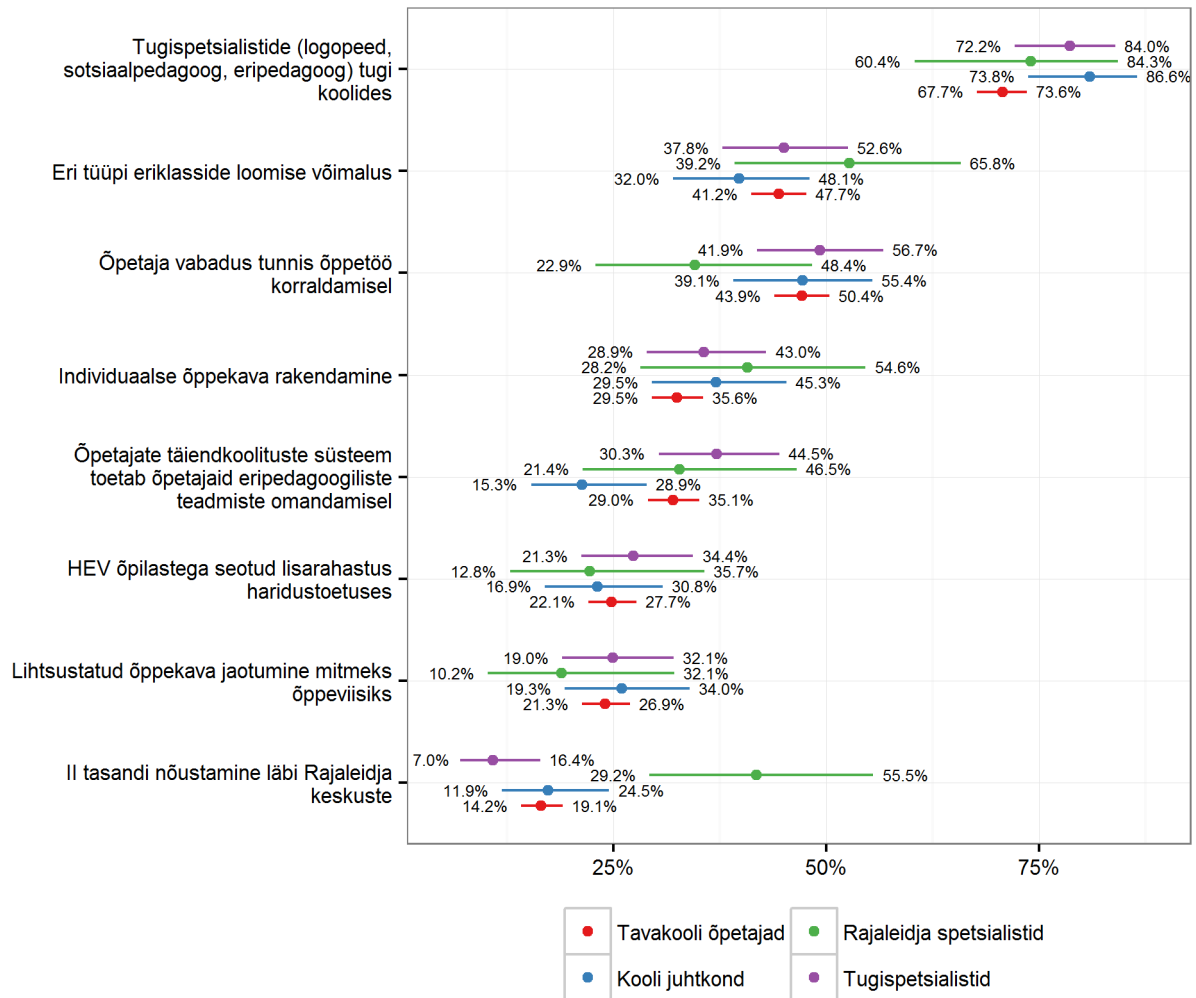 Tugispetsialistide (logopeed,
sotsiaalpedagoog, eripedagoog) tugi
koolides
72.2% 84.0%
60.4% 84.3%
73.8% 86.6%
67.7% 73.6%
Eri tüüpi eriklasside loomise võimalus
37.8% 52.6%
39.2% 65.8%
32.0% 48.1%
41.2% 47.7%
Õpetaja vabadus tunnis õppetöö
korraldamisel
41.9% 56.7%
22.9% 48.4%
39.1% 55.4%
43.9% 50.4%
Individuaalse õppekava rakendamine
28.9% 43.0%
28.2% 54.6%
29.5% 45.3%
29.5% 35.6%
Õpetajate täiendkoolituste süsteem
toetab õpetajaid eripedagoogiliste
teadmiste omandamisel
30.3% 44.5%
21.4% 46.5%
15.3% 28.9%
29.0% 35.1%
HEV õpilastega seotud lisarahastus
haridustoetuses
21.3% 34.4%
12.8% 35.7%
16.9% 30.8%
22.1% 27.7%
Lihtsustatud õppekava jaotumine mitmeks
õppeviisiks
19.0% 32.1%
10.2% 32.1%
19.3% 34.0%
21.3% 26.9%
II tasandi nõustamine läbi Rajaleidja
keskuste
7.0% 16.4%
29.2% 55.5%
11.9% 24.5%
14.2% 19.1%
25% 50% 75%
Tavakooli õpetajad Rajaleidja spetsialistid
Kooli juhtkond Tugispetsialistid